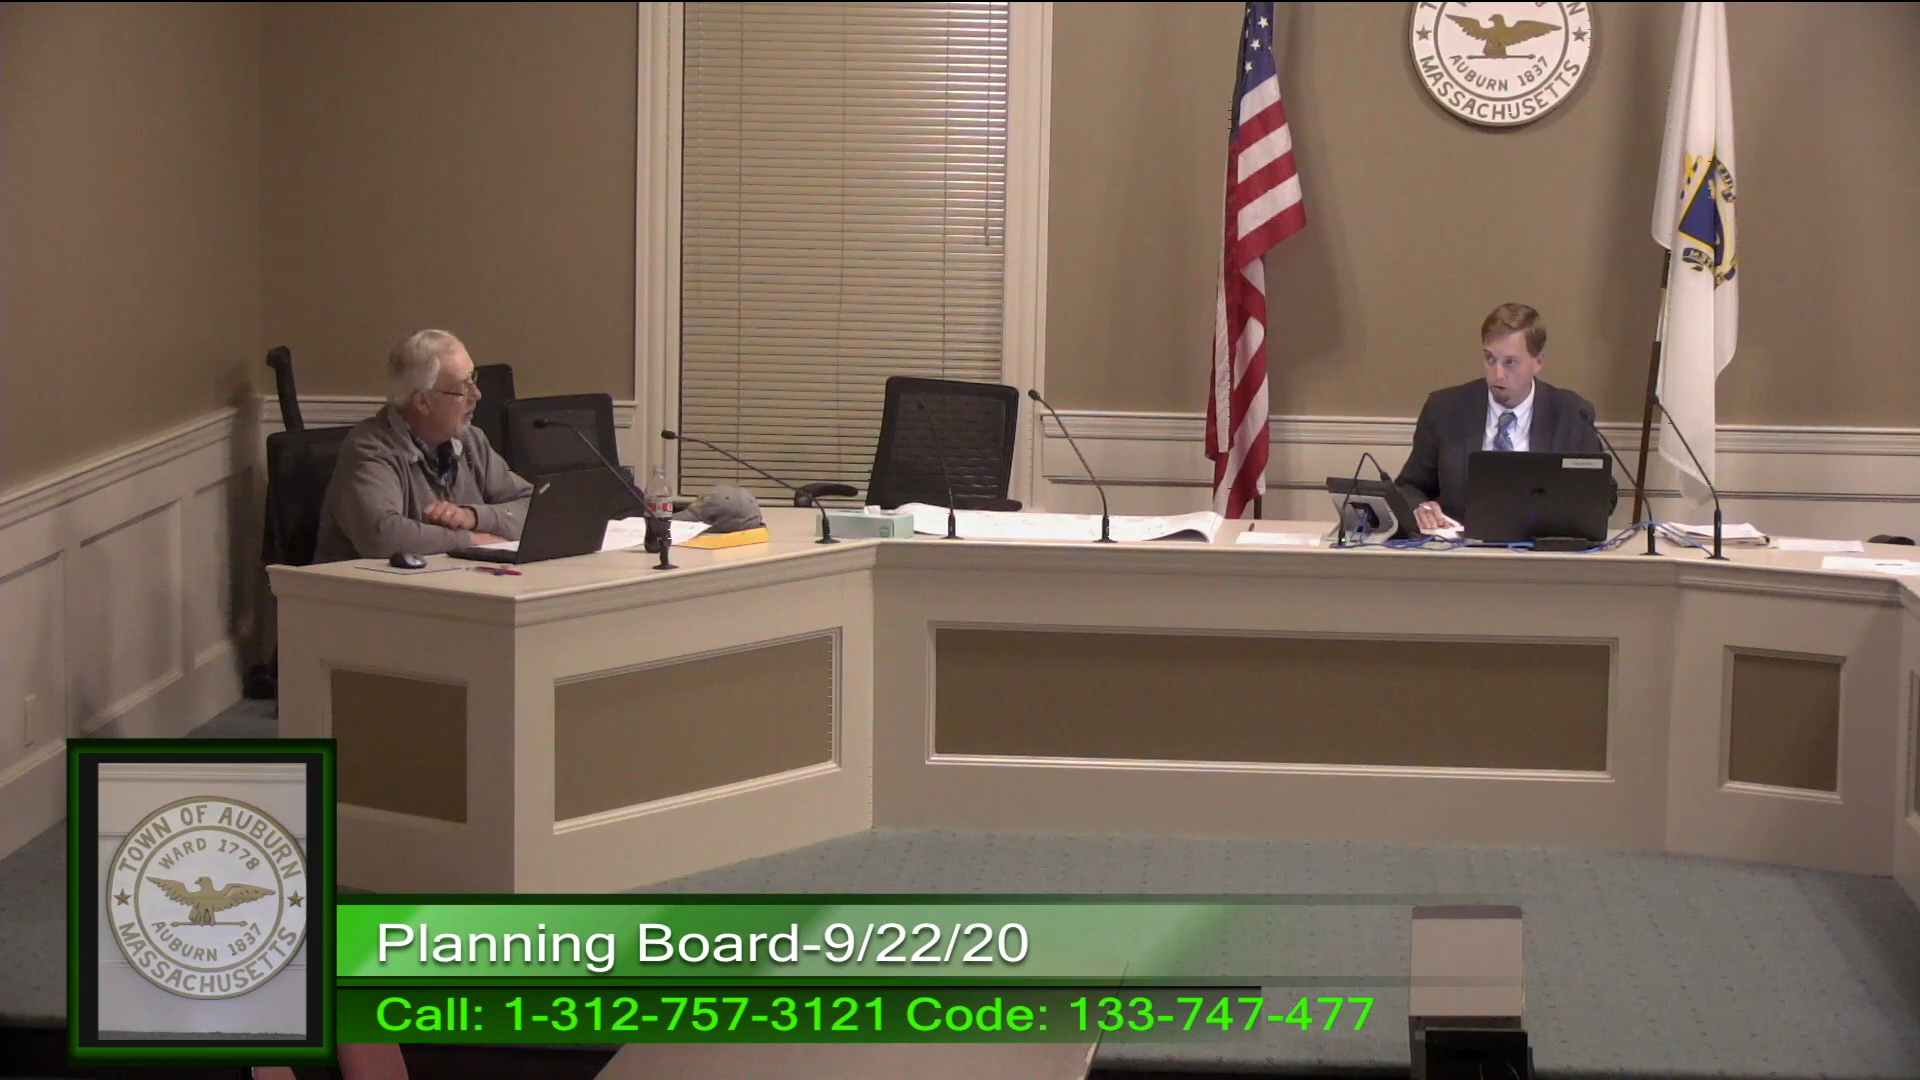 AUBURN 1837
MASSACHUSETTS
TOWN OF AUBURN
WARD 1778
AUBURN 1837
MASSACHUSETTS
Planning Board-9/22/20
Call: 1-312-757-3121 Code: 133-747-477